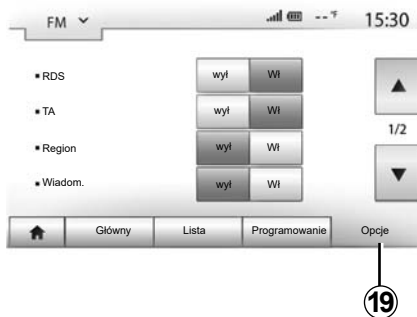 FM --°F 15:30
RDS wył Wł
TA wył Wł
1/2
Region wył Wł
Wiadom. wył Wł
Główny Lista Programowanie Opcje
19